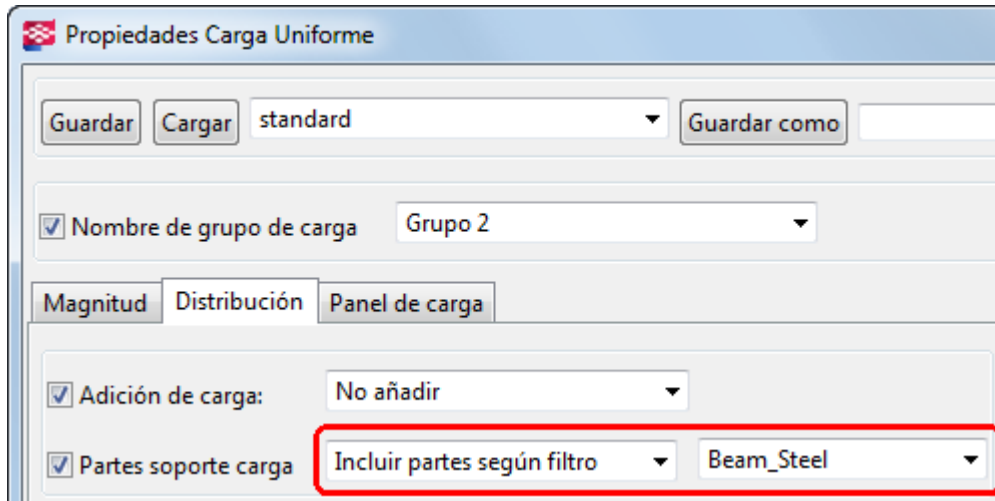 Propiedades Carga Uniforme
Guardar Cargar standard Guardar como
Nombre de grupo de carga Grupo 2
Magnitud Distribución Panel de carga
Adición de carga: No añadir
Partes soporte carga Incluir partes según filtro Beam_Steel